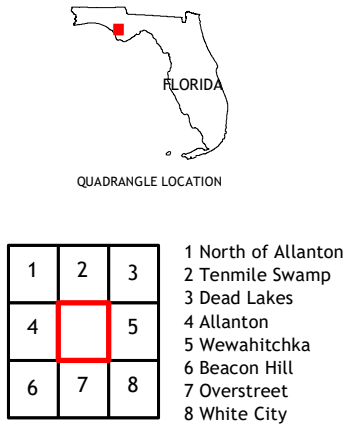 FLORIDA
QUADRANGLE LOCATION
1 2 3
4 5
6 7 8
1 North of Allanton
2 Tenmile Swamp
3 Dead Lakes
4 Allanton
5 Wewahitchka
6 Beacon Hill
7 Overstreet
8 White City